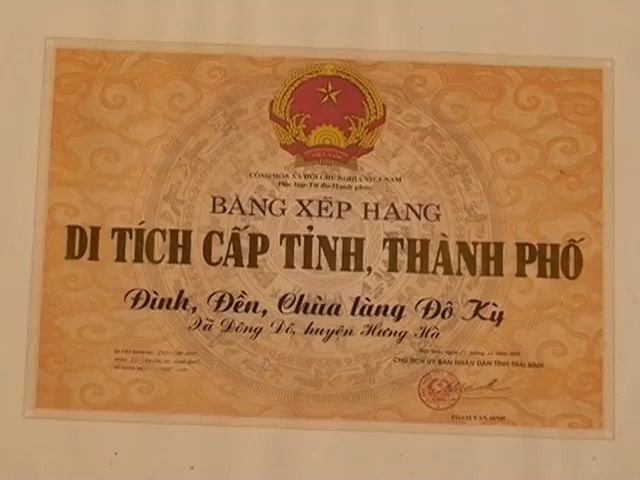 VIỆT NAM
CỘNG HÒA XÃ HỘI CHỦ NGHĨA VIỆT NAM
Độc lập-Tự do-Hạnh phúc
BẰNG XẾP HẠNG
DI TÍCH CẤP TỈNH, THÀNH PHỐ
Đình, Đền, Chùa làng Đô Kỳ
Xã Đông Đô, huyện Hưng Hà
CHỦ TỊCH ỦY BAN NHÂN DÂN TỈNH THÁI BÌNH